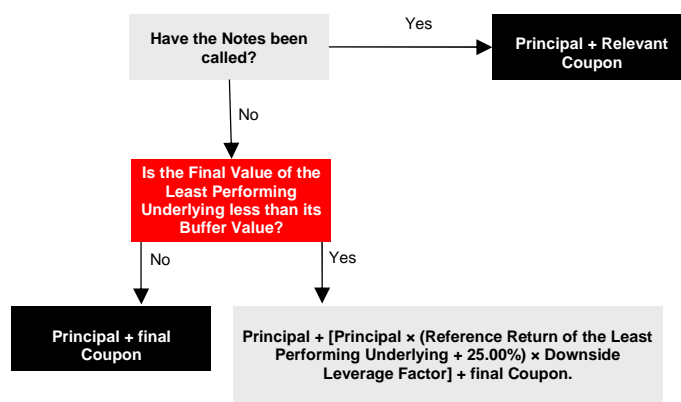 Have the Notes been
called?
Yes
Principal + Relevant
Coupon
No
Is the Final Value of the
Least Performing
Underlying less than its
Buffer Value?
No
Yes
Principal + final
Coupon
Principal + [Principal × (Reference Return of the Least
Performing Underlying + 25.00%) × Downside
Leverage Factor] + final Coupon.